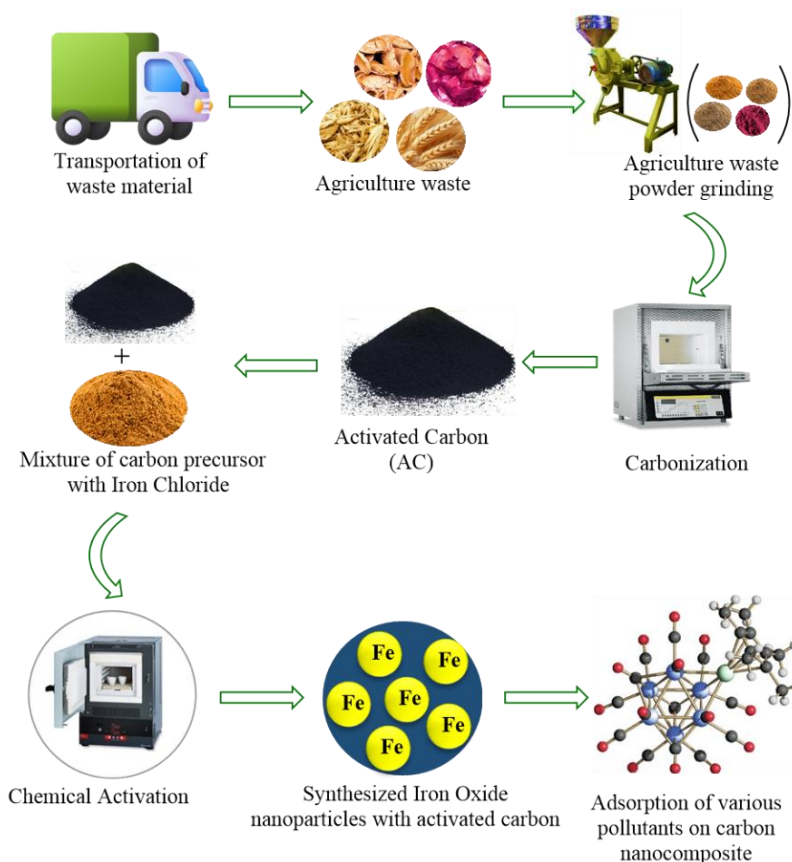 Transportation of
waste material
Agriculture waste
Agriculture waste
powder grinding
+
Mixture of carbon precursor
with Iron Chloride
Activated Carbon
(AC)
Carbonization
Chemical Activation
Fe
Fe
Fe
Fe
Fe
Fe
Fe
Synthesized Iron Oxide
nanoparticles with activated carbon
Adsorption of various
pollutants on carbon
nanocomposite